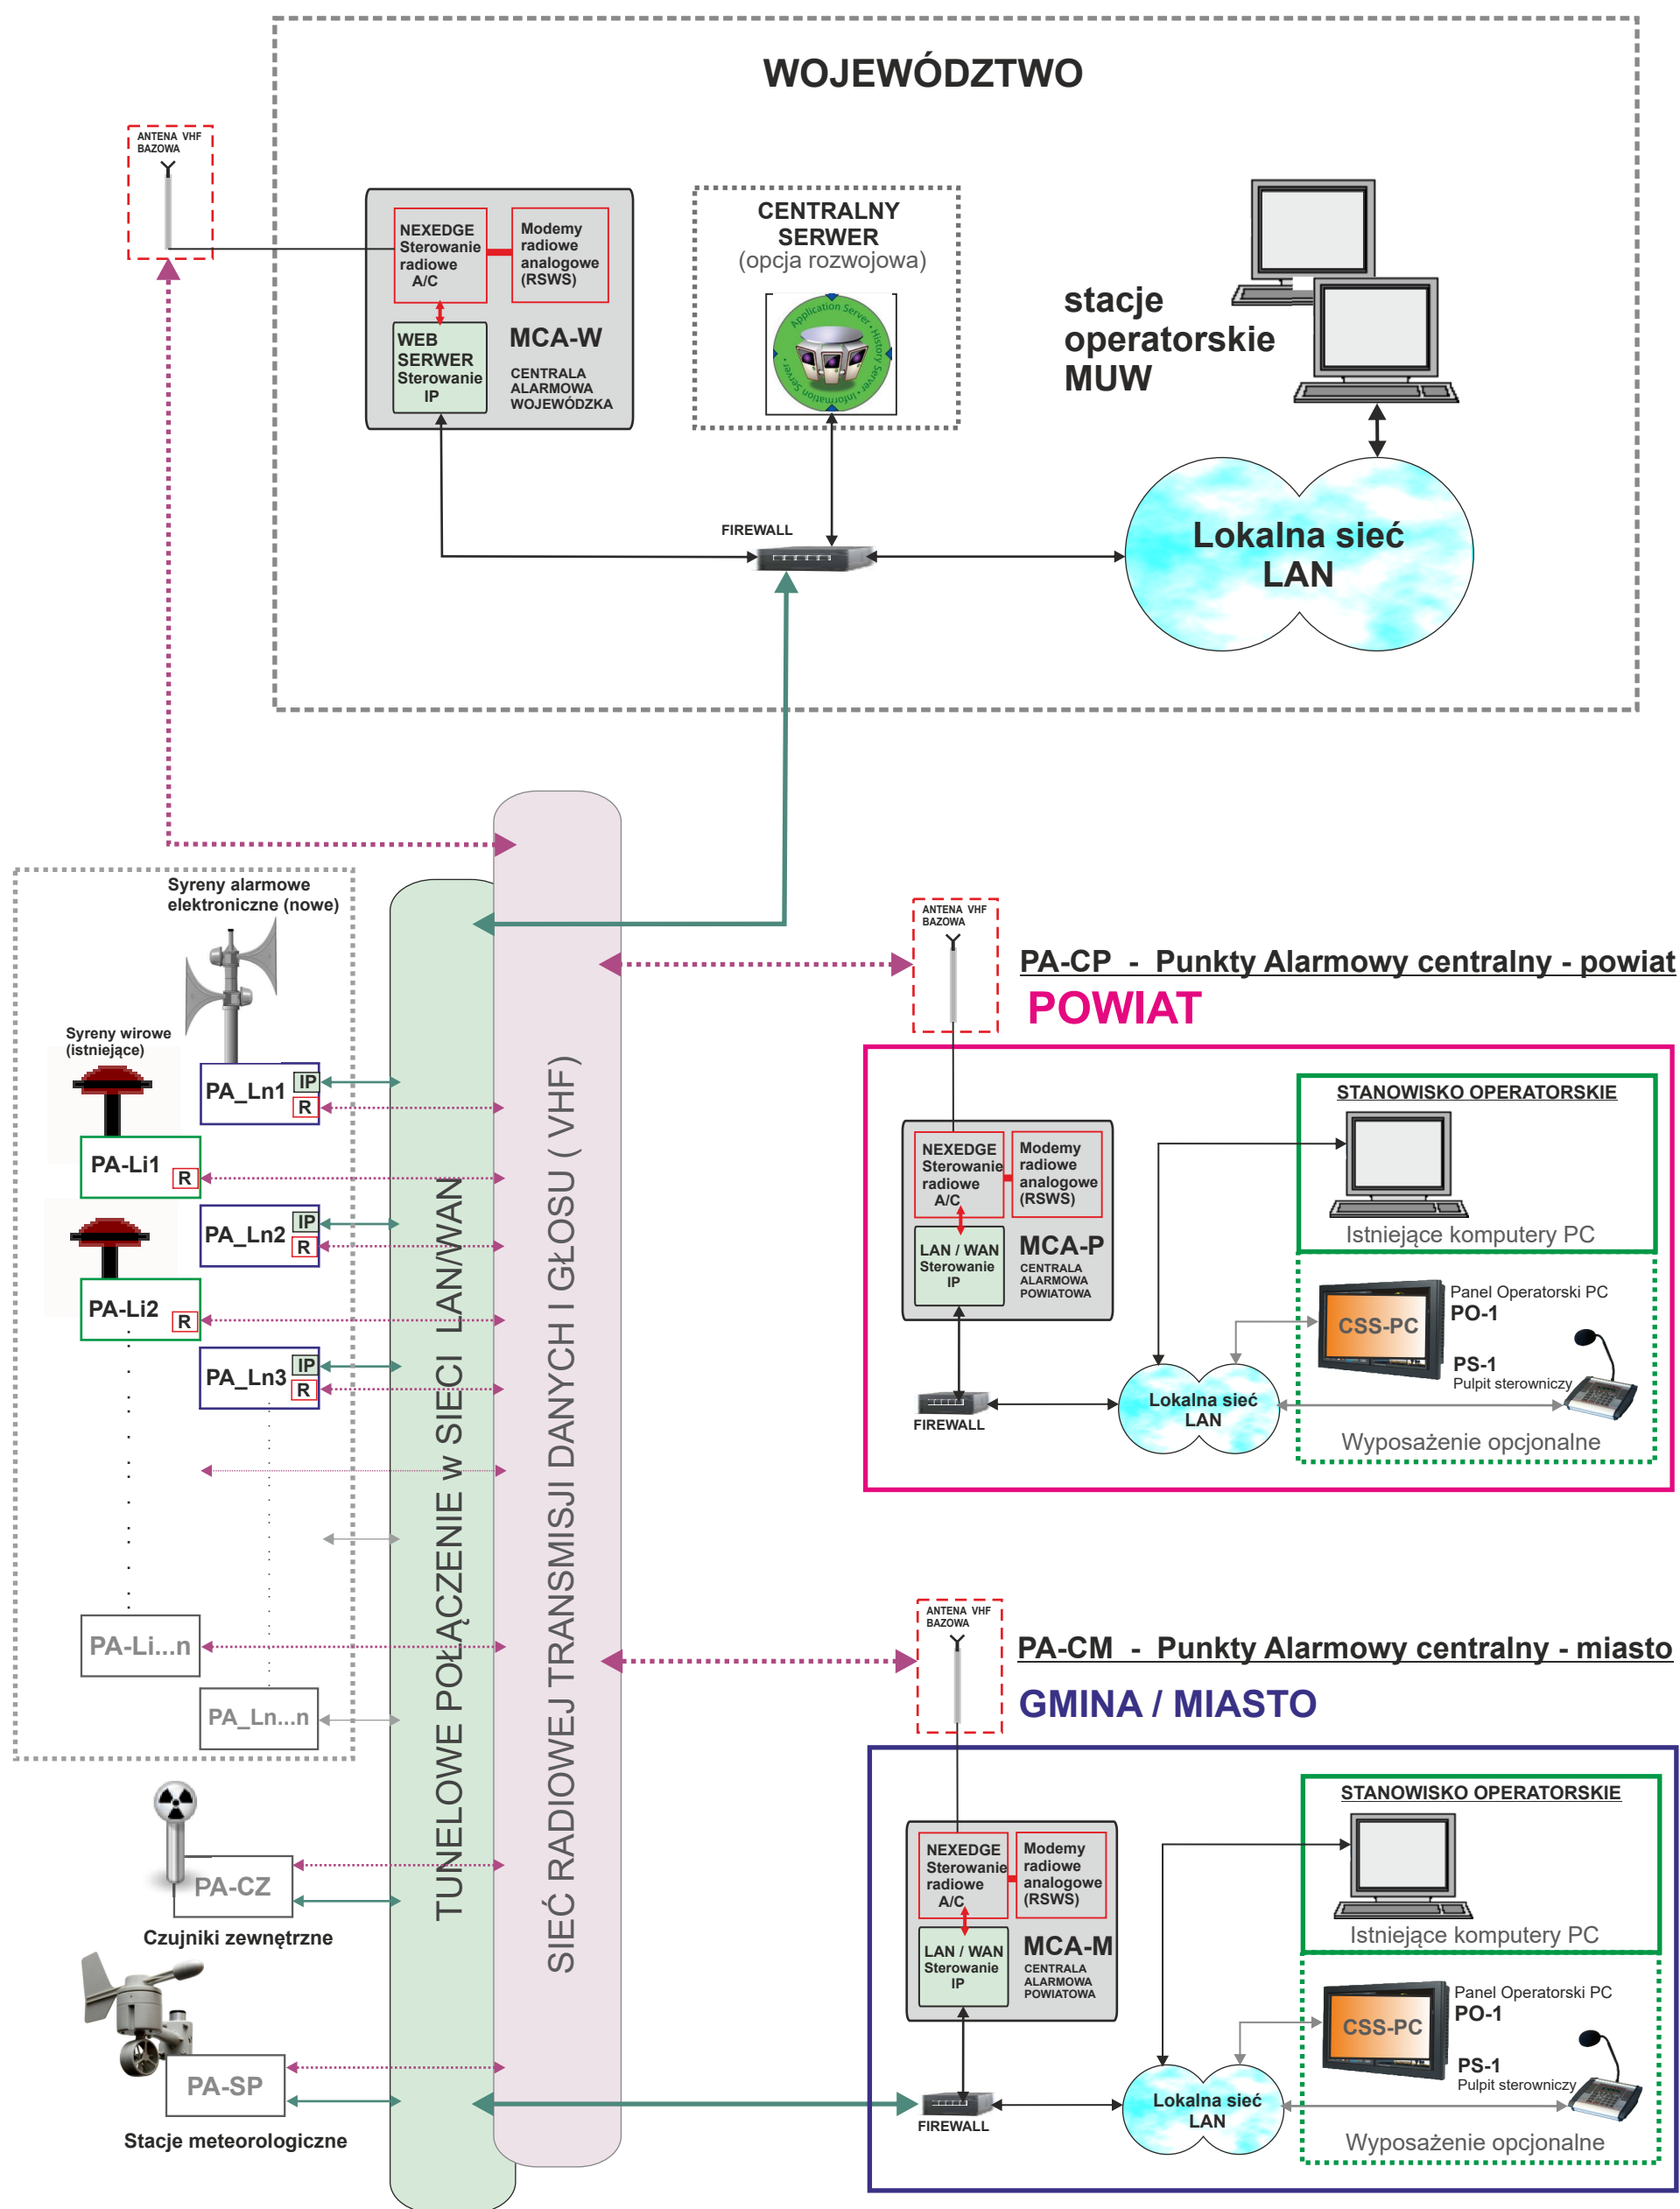 WOJEWÓDZTWO
ANTENA VHF
BAZOWA
NEXEDGE
Sterowanie
radiowe
A/C
Modemy
radiowe
analogowe
(RSWS)
WEB
SERWER
Sterowanie
IP
MCA-W
CENTRALA
ALARMOWA
WOJEWÓDZKA
CENTRALNY
SERWER
(opcja rozwojowa)
Application Server • History Server • Information Server •
stacje
operatorskie
MUW
FIREWALL
Lokalna sieć
LAN
Syreny alarmowe
elektroniczne (nowe)
Syreny wirowe
(istniejące)
PA_Ln1
IP
R
PA-Li1
R
PA_Ln2
IP
R
PA-Li2
R
PA_Ln3
IP
R
PA-Li...n
PA_Ln...n
PA-CZ
Czujniki zewnętrzne
PA-SP
Stacje meteorologiczne
TUNELOWE POŁĄCZENIE w SIECI LAN/WAN
SIEĆ RADIOWEJ TRANSMISJI DANYCH I GŁOSU ( VHF)
ANTENA VHF
BAZOWA
PA-CP - Punkty Alarmowy centralny - powiat
POWIAT
NEXEDGE
Sterowanie
radiowe
A/C
Modemy
radiowe
analogowe
(RSWS)
LAN / WAN
Sterowanie
IP
MCA-P
CENTRALA
ALARMOWA
POWIATOWA
FIREWALL
Lokalna sieć
LAN
STANOWISKO OPERATORSKIE
Istniejące komputery PC
CSS-PC
Panel Operatorski PC
PO-1
PS-1
Pulpit sterowniczy
Wyposażenie opcjonalne
ANTENA VHF
BAZOWA
PA-CM - Punkty Alarmowy centralny - miasto
GMINA / MIASTO
NEXEDGE
Sterowanie
radiowe
A/C
Modemy
radiowe
analogowe
(RSWS)
LAN / WAN
Sterowanie
IP
MCA-M
CENTRALA
ALARMOWA
POWIATOWA
FIREWALL
Lokalna sieć
LAN
STANOWISKO OPERATORSKIE
Istniejące komputery PC
CSS-PC
Panel Operatorski PC
PO-1
PS-1
Pulpit sterowniczy
Wyposażenie opcjonalne